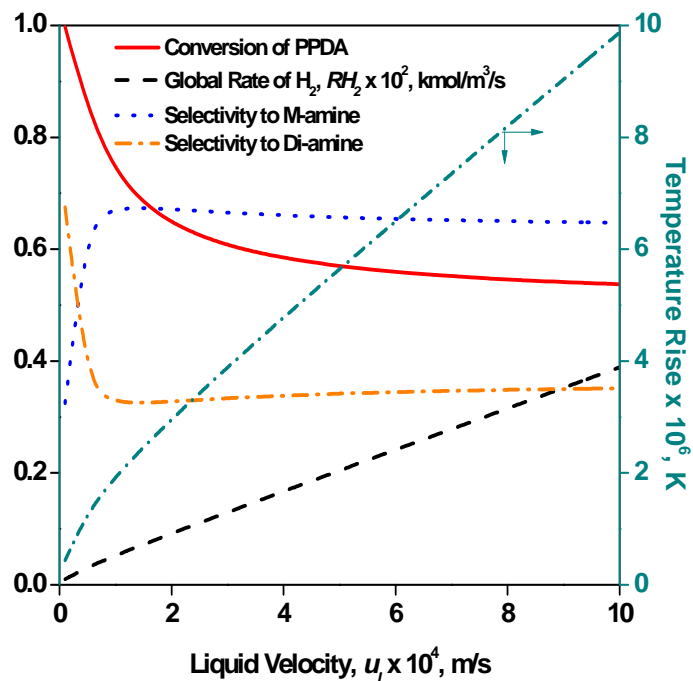 1.0
0.8
0.6
0.4
0.2
0.0
Conversion of PPDA
Global Rate of H₂, RH₂ x 10², kmol/m³/s
Selectivity to M-amine
Selectivity to Di-amine
10
8
6
4
2
0
Temperature Rise x 10⁶, K
0 2 4 6 8 10
Liquid Velocity, uₗ x 10⁴, m/s